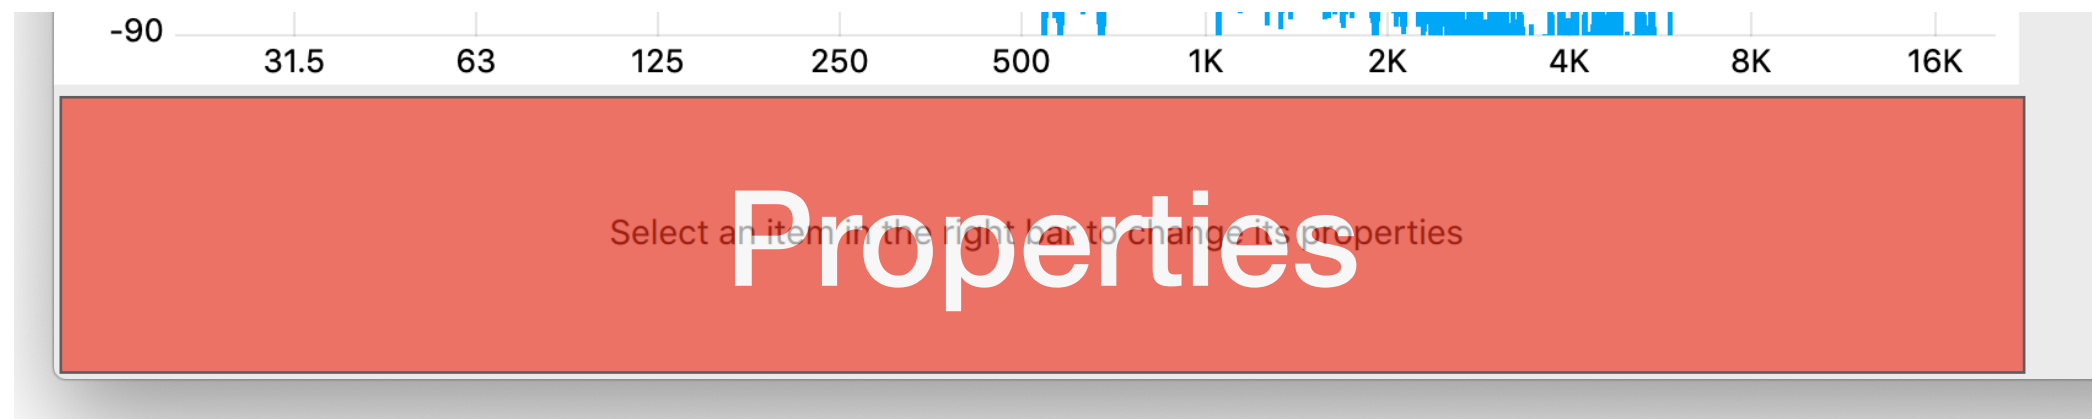 -90
31.5 63 125 250 500 1K 2K 4K 8K 16K
Properties
Select an item in the right bar to change its properties